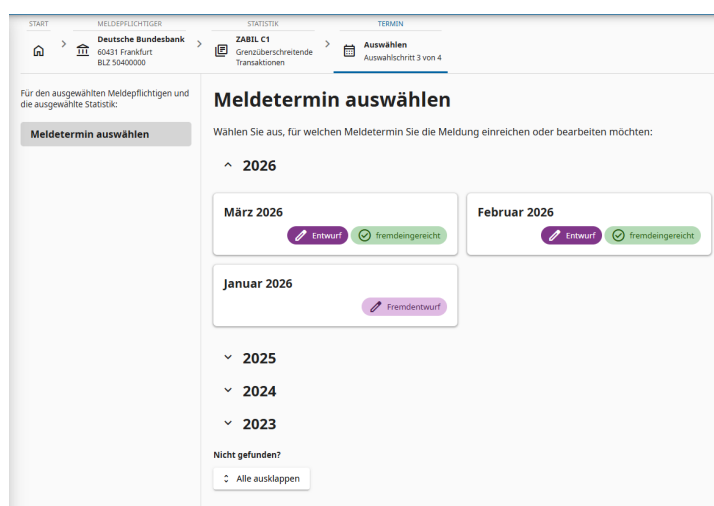 START
MELDEPFLICHTIGER
STATISTIK
TERMIN
Deutsche Bundesbank
60431 Frankfurt
BLZ 50400000
ZABIL C1
Grenzüberschreitende
Transaktionen
Auswählen
Auswahlschritt 3 von 4
Für den ausgewählten Meldepflichtigen und
die ausgewählte Statistik:
Meldetermin auswählen
Meldetermin auswählen
Wählen Sie aus, für welchen Meldetermin Sie die Meldung einreichen oder bearbeiten möchten:
2026
März 2026
Entwurf fremdeingereicht
Februar 2026
Entwurf fremdeingereicht
Januar 2026
Fremdentwurf
2025
2024
2023
Nicht gefunden?
Alle ausklappen